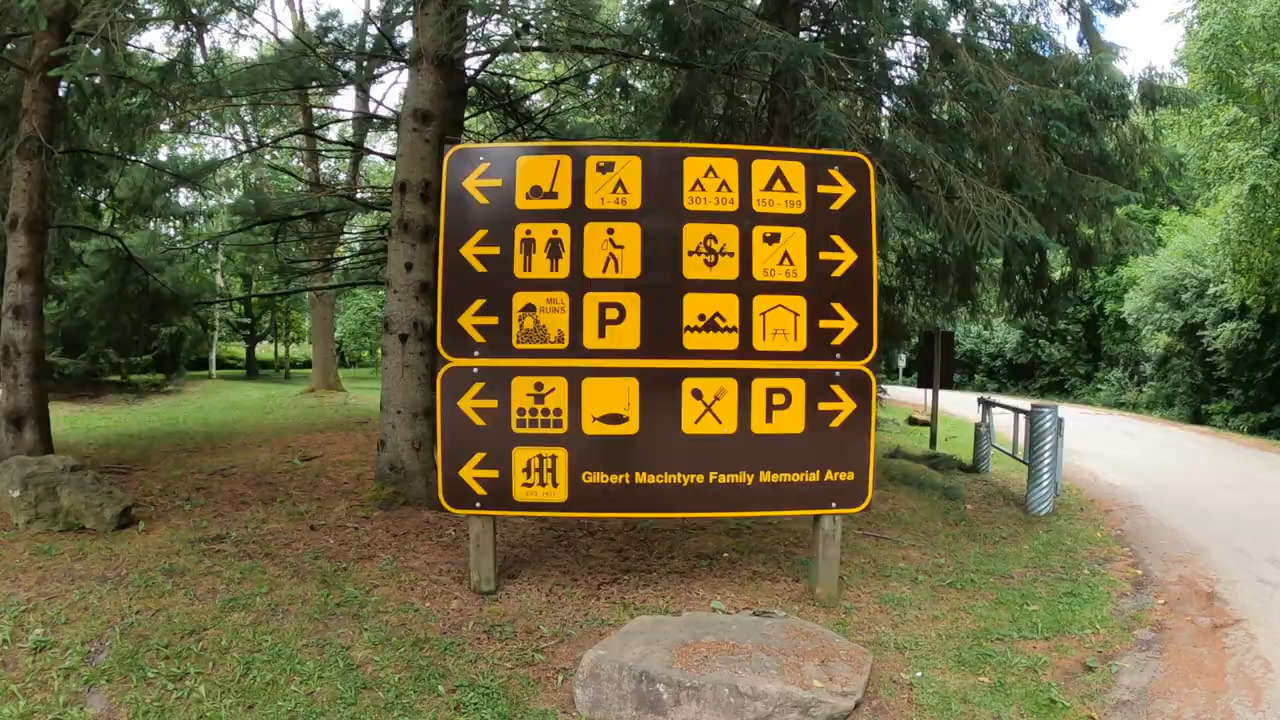 1-46
301-304
150-199
$
50-65
MILL
RUINS
P
P
M
EST. 1911
Gilbert MacIntyre Family Memorial Area